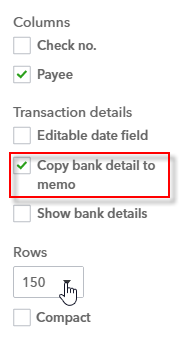 Columns
Check no.
Payee
Transaction details
Editable date field
Copy bank detail to
memo
Show bank details
Rows
150
Compact